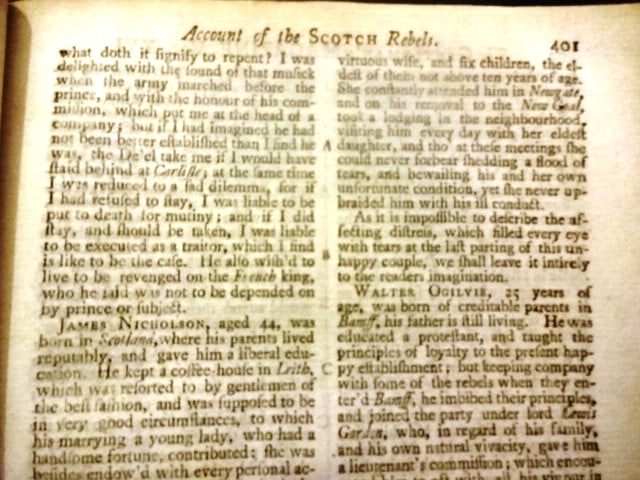 Account of the SCOTCH Rebels.
401
what doth it signify to repent? I was
delighted with the sound of that musick
when the army marched before the
prince, and with the honour of his com-
mission, which put me at the head of a
company; but if I had imagined he had
not been better established than I find he
was, the De'el take me if I would have
staid behind at Carlisle; at the same time
I was reduced to a sad dilemma, for if
I had refused to stay, I was liable to be
put to death for mutiny; and if I did
stay, and should be taken, I was liable
to be executed as a traitor, which I find
is like to be the case. He also wish'd to
live to be revenged on the French king,
who he said was not to be depended on
by prince or subject.
JAMES NICHOLSON, aged 44, was
born in Scotland, where his parents lived
reputably, and gave him a liberal edu-
cation. He kept a coffee-house in Leith,
which was resorted to by gentlemen of
the best fashion, and was supposed to be
in very good circumstances, to which
his marrying a young lady, who had a
handsome fortune, contributed; she was
besides endow'd with every personal ac-
A
B
C
virtuous wife, and six children, the el-
dest of them not above ten years of age.
She constantly attended him in Newgate,
and on his removal to the New Goal,
took a lodging in the neighbourhood,
visiting him every day with her eldest
daughter, and tho' at these meetings she
could never forbear shedding a flood of
tears, and bewailing his and her own
unfortunate condition, yet she never up-
braided him with his ill conduct.
As it is impossible to describe the af-
fecting distress, which filled every eye
with tears at the last parting of this un-
happy couple, we shall leave it intirely
to the readers imagination.
WALTER OGILVIE, 25 years of
age, was born of creditable parents in
Bamff, his father is still living. He was
educated a protestant, and taught the
principles of loyalty to the present hap-
py establishment; but keeping company
with some of the rebels when they en-
ter'd Bamff, he imbibed their principles,
and joined the party under lord Lewis
Gordon, who, in regard of his family,
and his own natural vivacity, gave him
a lieutenant's commission; which encou-